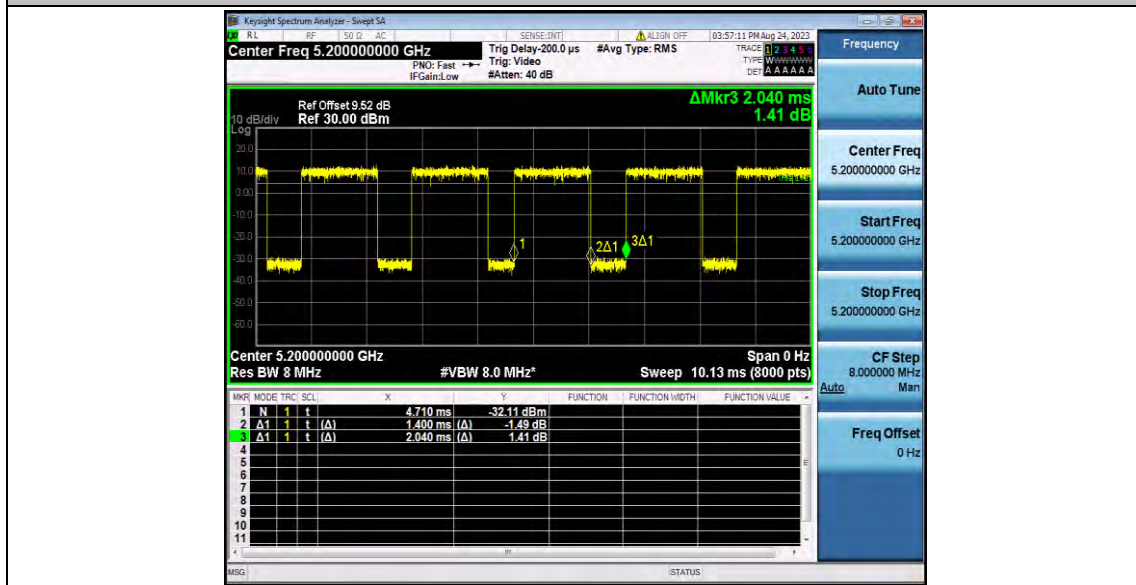 Keysight Spectrum Analyzer - Swept SA
RL RF 50 Ω AC SENSE:INT ALIGN OFF 03:57:11 PM Aug 24, 2023
Center Freq 5.200000000 GHz
Trig Delay-200.0 µs #Avg Type: RMS
TRACE 1 2 3 4 5 6
PNO: Fast Trig: Video
TYPE W
IFGain:Low #Atten: 40 dB
DET A A A A A A
Frequency
Auto Tune
Center Freq
5.200000000 GHz
Start Freq
5.200000000 GHz
Stop Freq
5.200000000 GHz
CF Step
8.000000 MHz
Auto Man
Freq Offset
0 Hz
ΔMkr3 2.040 ms
1.41 dB
Ref Offset 9.52 dB
10 dB/div Ref 30.00 dBm
Log
20.0
10.0
0.00
-10.0
-20.0
-30.0
-40.0
-50.0
-60.0
1
2Δ1
3Δ1
Center 5.200000000 GHz Span 0 Hz
Res BW 8 MHz #VBW 8.0 MHz* Sweep 10.13 ms (8000 pts)
MKR MODE TRC SCL X Y FUNCTION FUNCTION WIDTH FUNCTION VALUE
1 N 1 t 4.710 ms -32.11 dBm
2 Δ1 1 t (Δ) 1.400 ms (Δ) -1.49 dB
3 Δ1 1 t (Δ) 2.040 ms (Δ) 1.41 dB
4
5
6
7
8
9
10
11
MSG STATUS